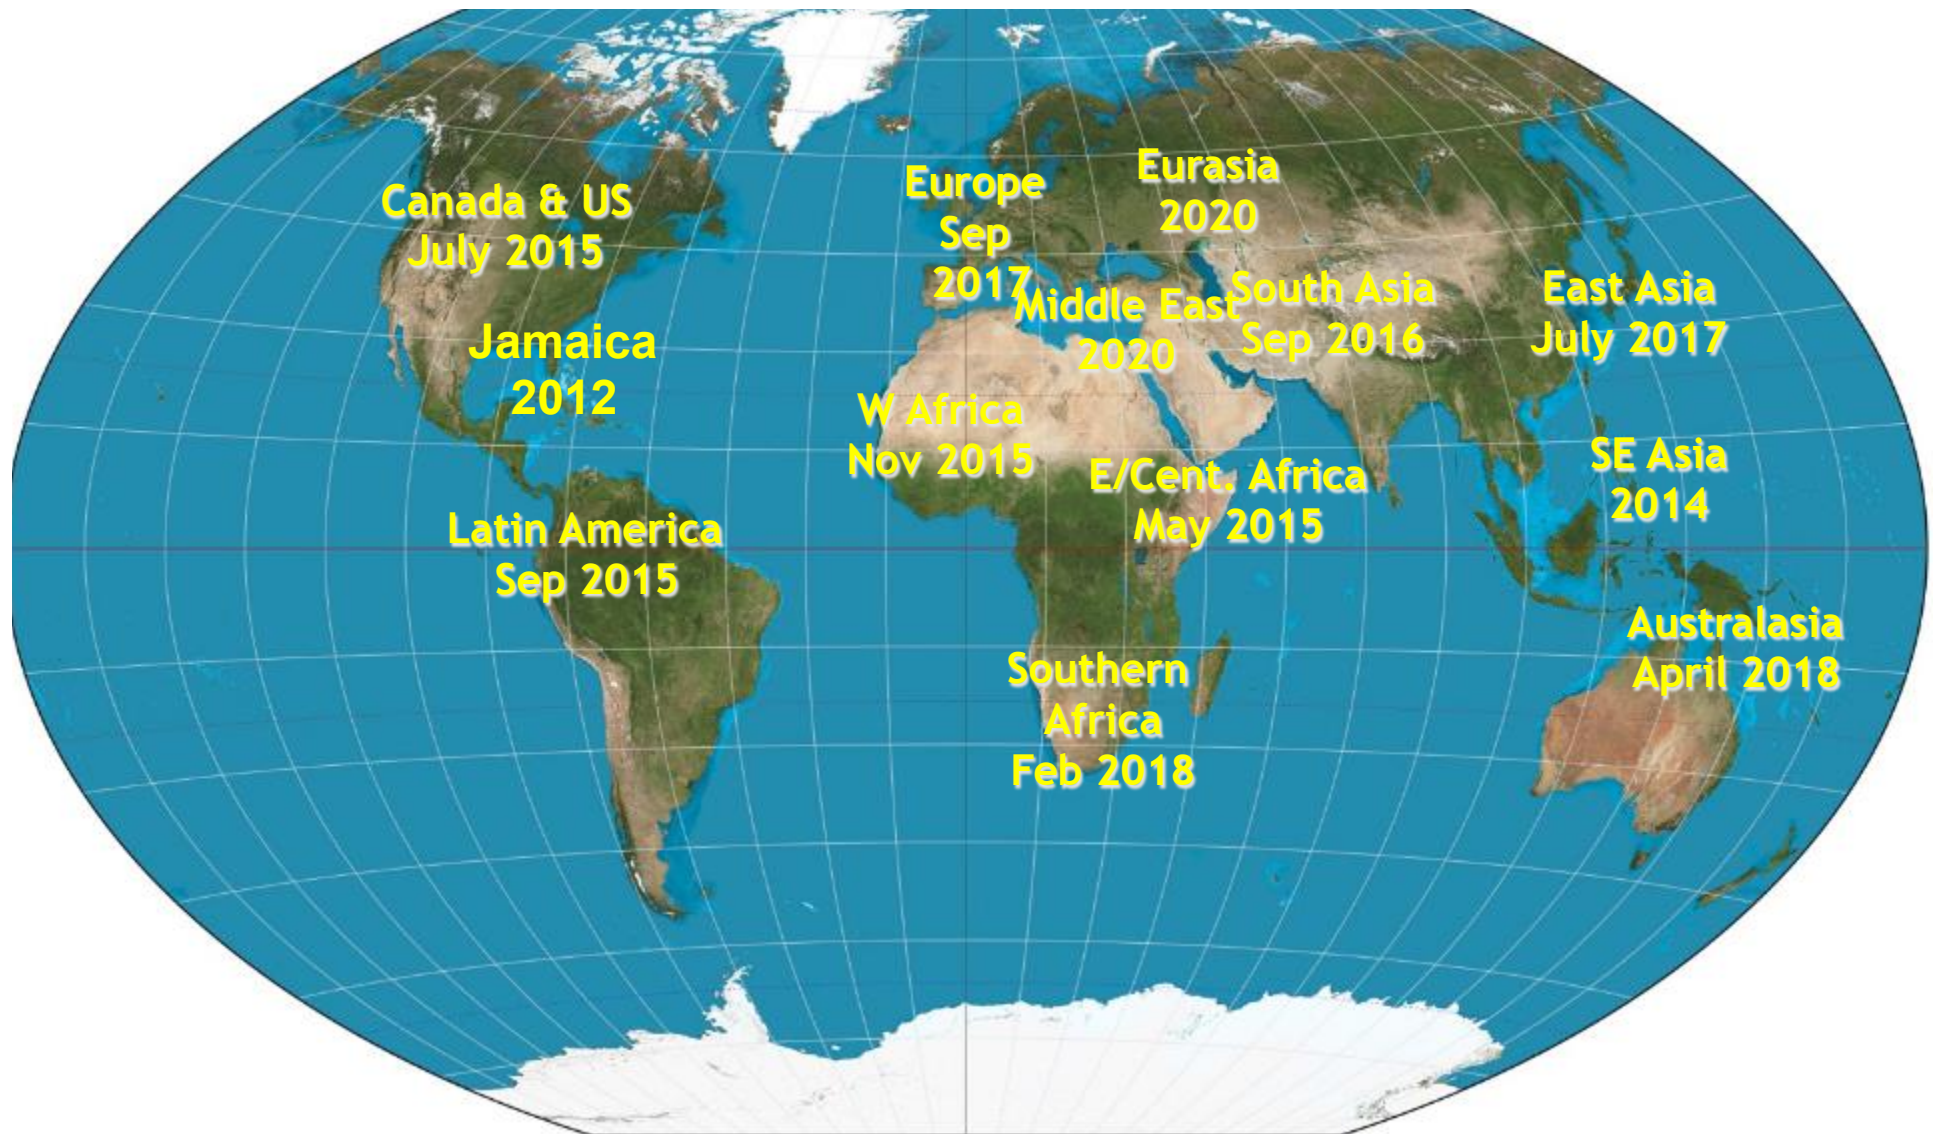 Canada & US
July 2015
Jamaica
2012
Latin America
Sep 2015
Europe
Sep
2017
Eurasia
2020
Middle East
2020
South Asia
Sep 2016
East Asia
July 2017
W Africa
Nov 2015
E/Cent. Africa
May 2015
SE Asia
2014
Southern
Africa
Feb 2018
Australasia
April 2018